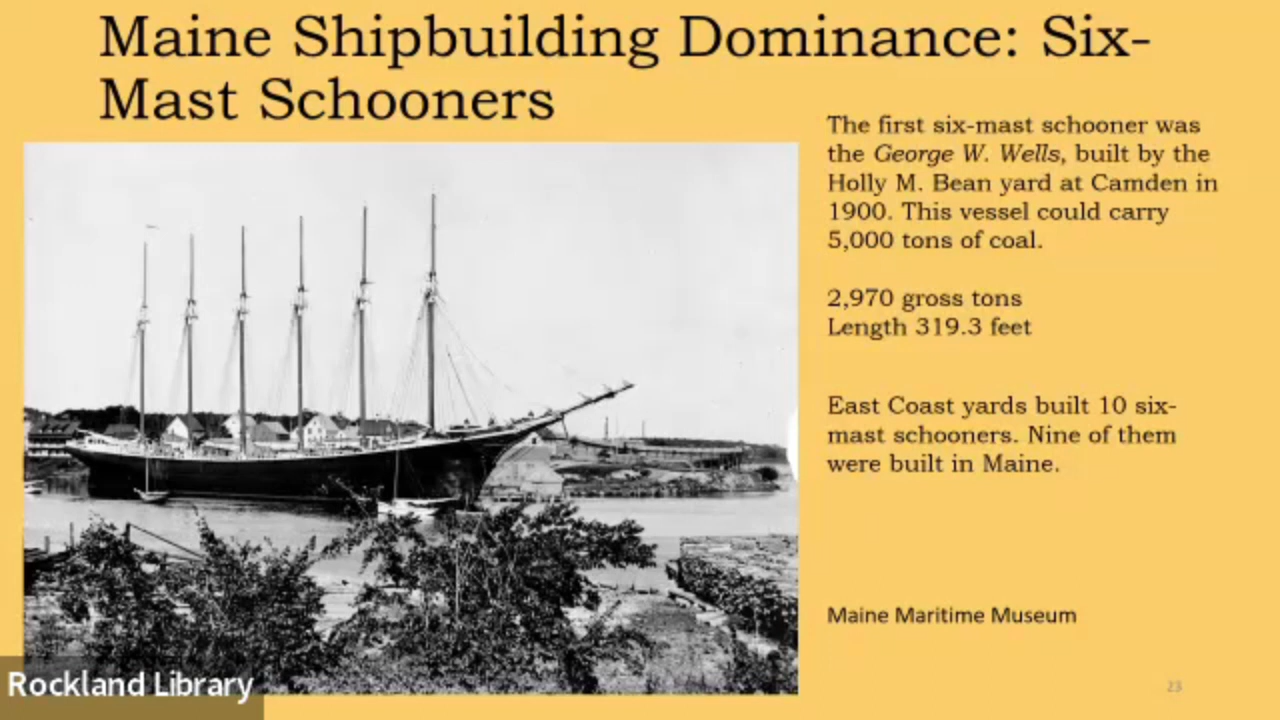 Maine Shipbuilding Dominance: Six-
Mast Schooners
The first six-mast schooner was
the George W. Wells, built by the
Holly M. Bean yard at Camden in
1900. This vessel could carry
5,000 tons of coal.
2,970 gross tons
Length 319.3 feet
East Coast yards built 10 six-
mast schooners. Nine of them
were built in Maine.
Maine Maritime Museum
Rockland Library
23